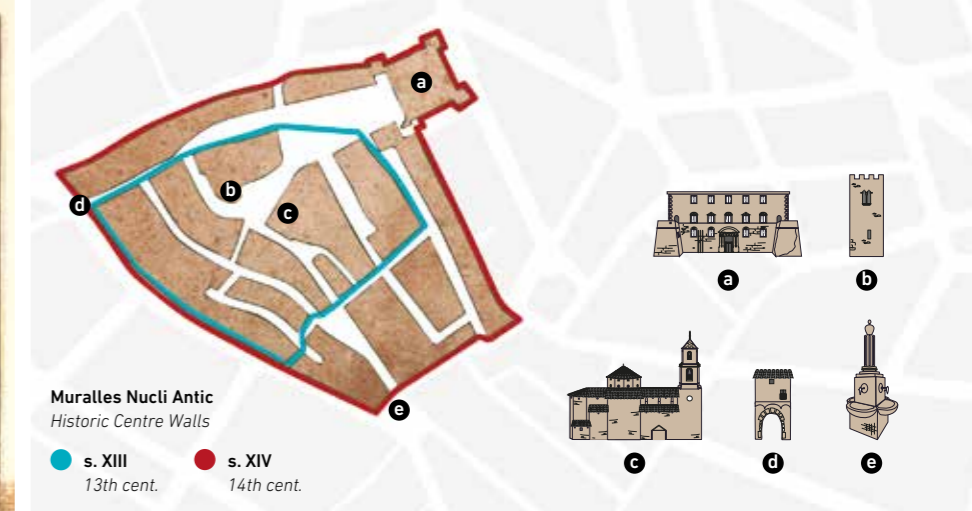 a
b
c
d
e
a
b
c
d
e
Muralles Nucli Antic
Historic Centre Walls
s. XIII
13th cent.
s. XIV
14th cent.